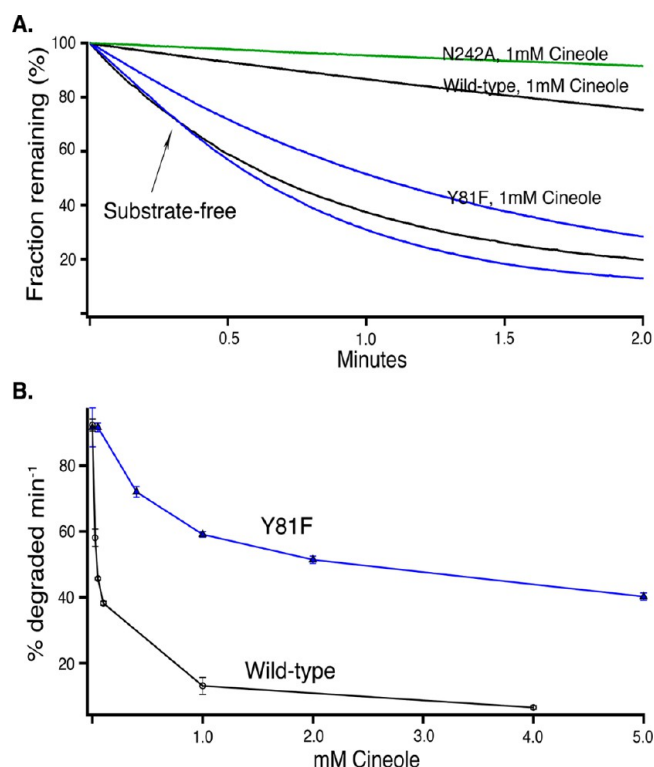 A.
Fraction remaining (%)
100
80
60
40
20
N242A, 1mM Cineole
Wild-type, 1mM Cineole
Y81F, 1mM Cineole
Substrate-free
0.5 1.0 1.5 2.0
Minutes
B.
% degraded min⁻¹
80
60
40
20
Y81F
Wild-type
1.0 2.0 3.0 4.0 5.0
mM Cineole